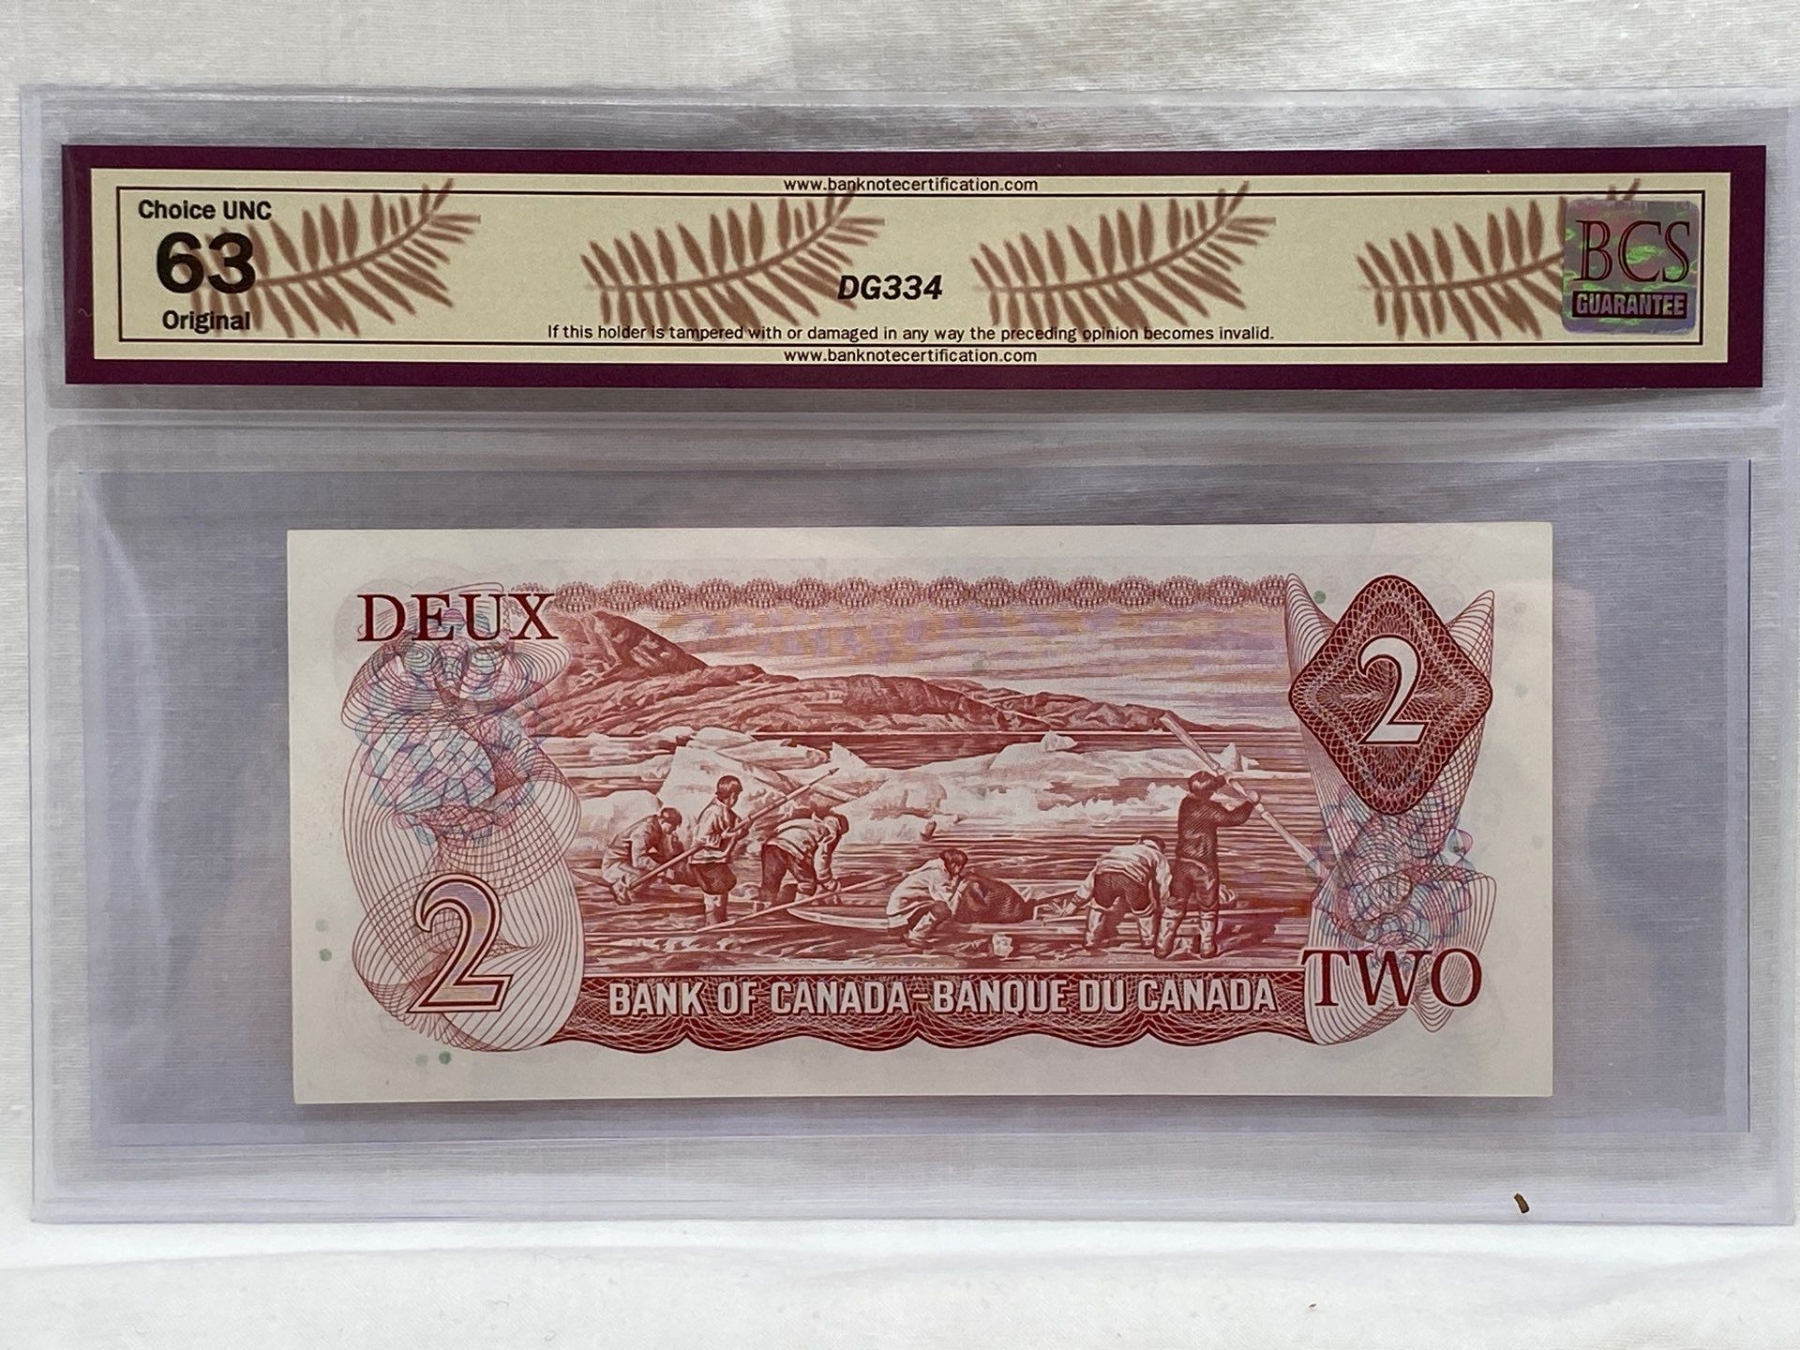 www.banknotecertification.com
Choice UNC
63
Original
DG334
BCS
GUARANTEE
If this holder is tampered with or damaged in any way the preceding opinion becomes invalid.
www.banknotecertification.com
DEUX
2
2
BANK OF CANADA-BANQUE DU CANADA
TWO